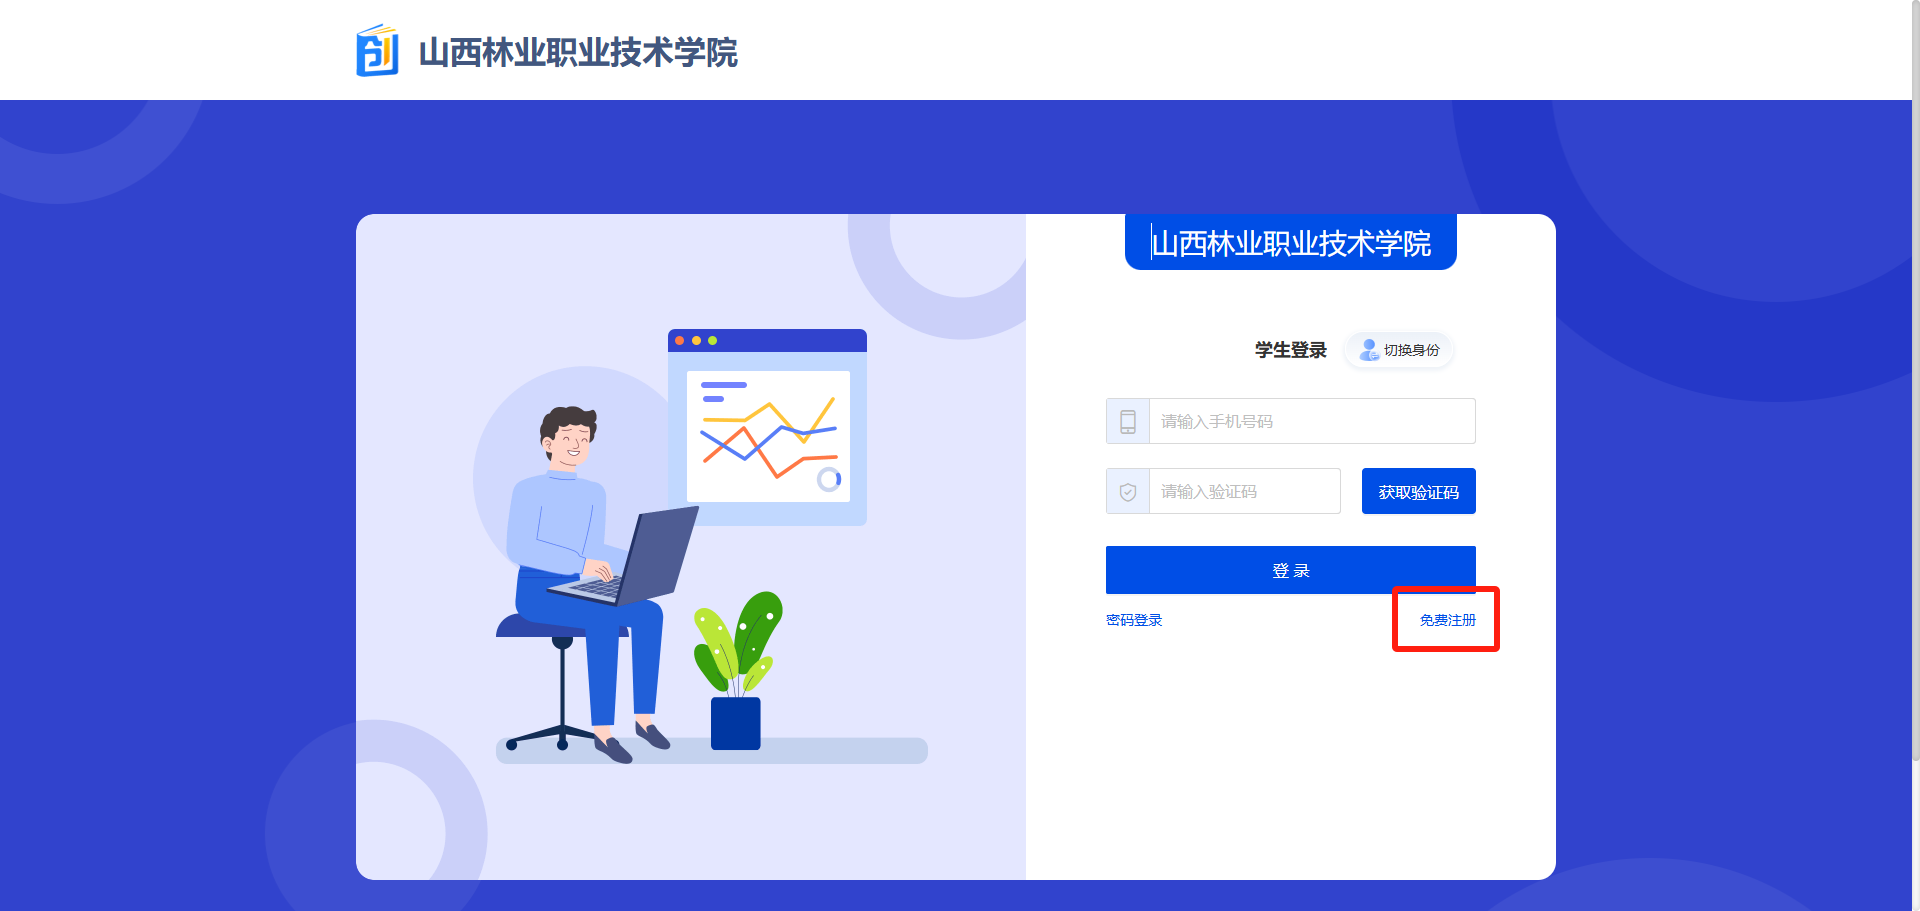 创
山西林业职业技术学院
山西林业职业技术学院
学生登录
切换身份
请输入手机号码
请输入验证码
获取验证码
登 录
密码登录
免费注册